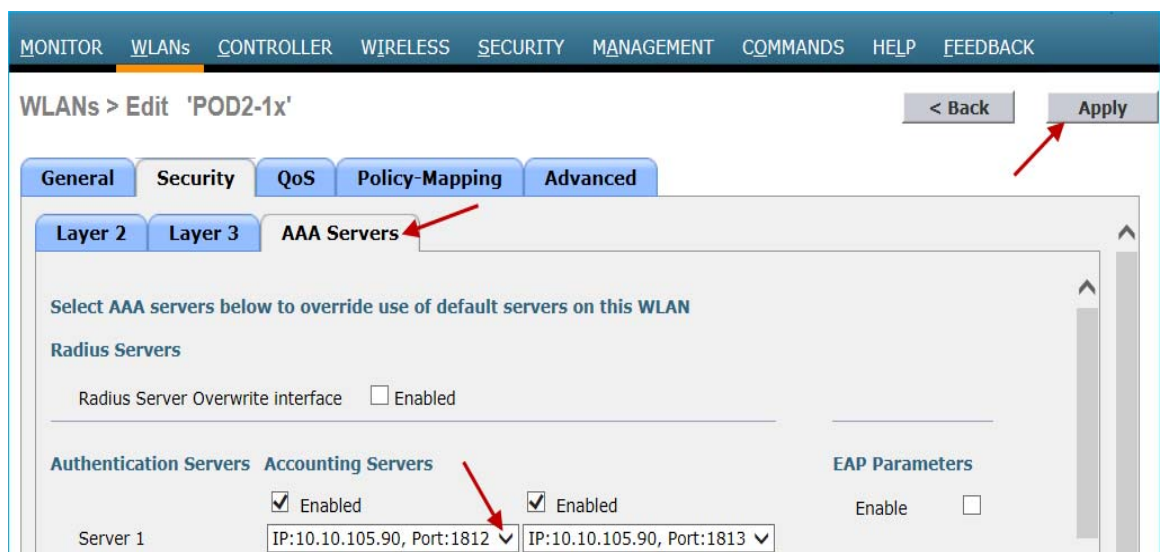 MONITOR WLANs CONTROLLER WIRELESS SECURITY MANAGEMENT COMMANDS HELP FEEDBACK
WLANs > Edit 'POD2-1x'
< Back Apply
General Security QoS Policy-Mapping Advanced
Layer 2 Layer 3 AAA Servers
Select AAA servers below to override use of default servers on this WLAN
Radius Servers
Radius Server Overwrite interface Enabled
Authentication Servers Accounting Servers EAP Parameters
Enabled Enabled Enable
Server 1 IP:10.10.105.90, Port:1812 IP:10.10.105.90, Port:1813